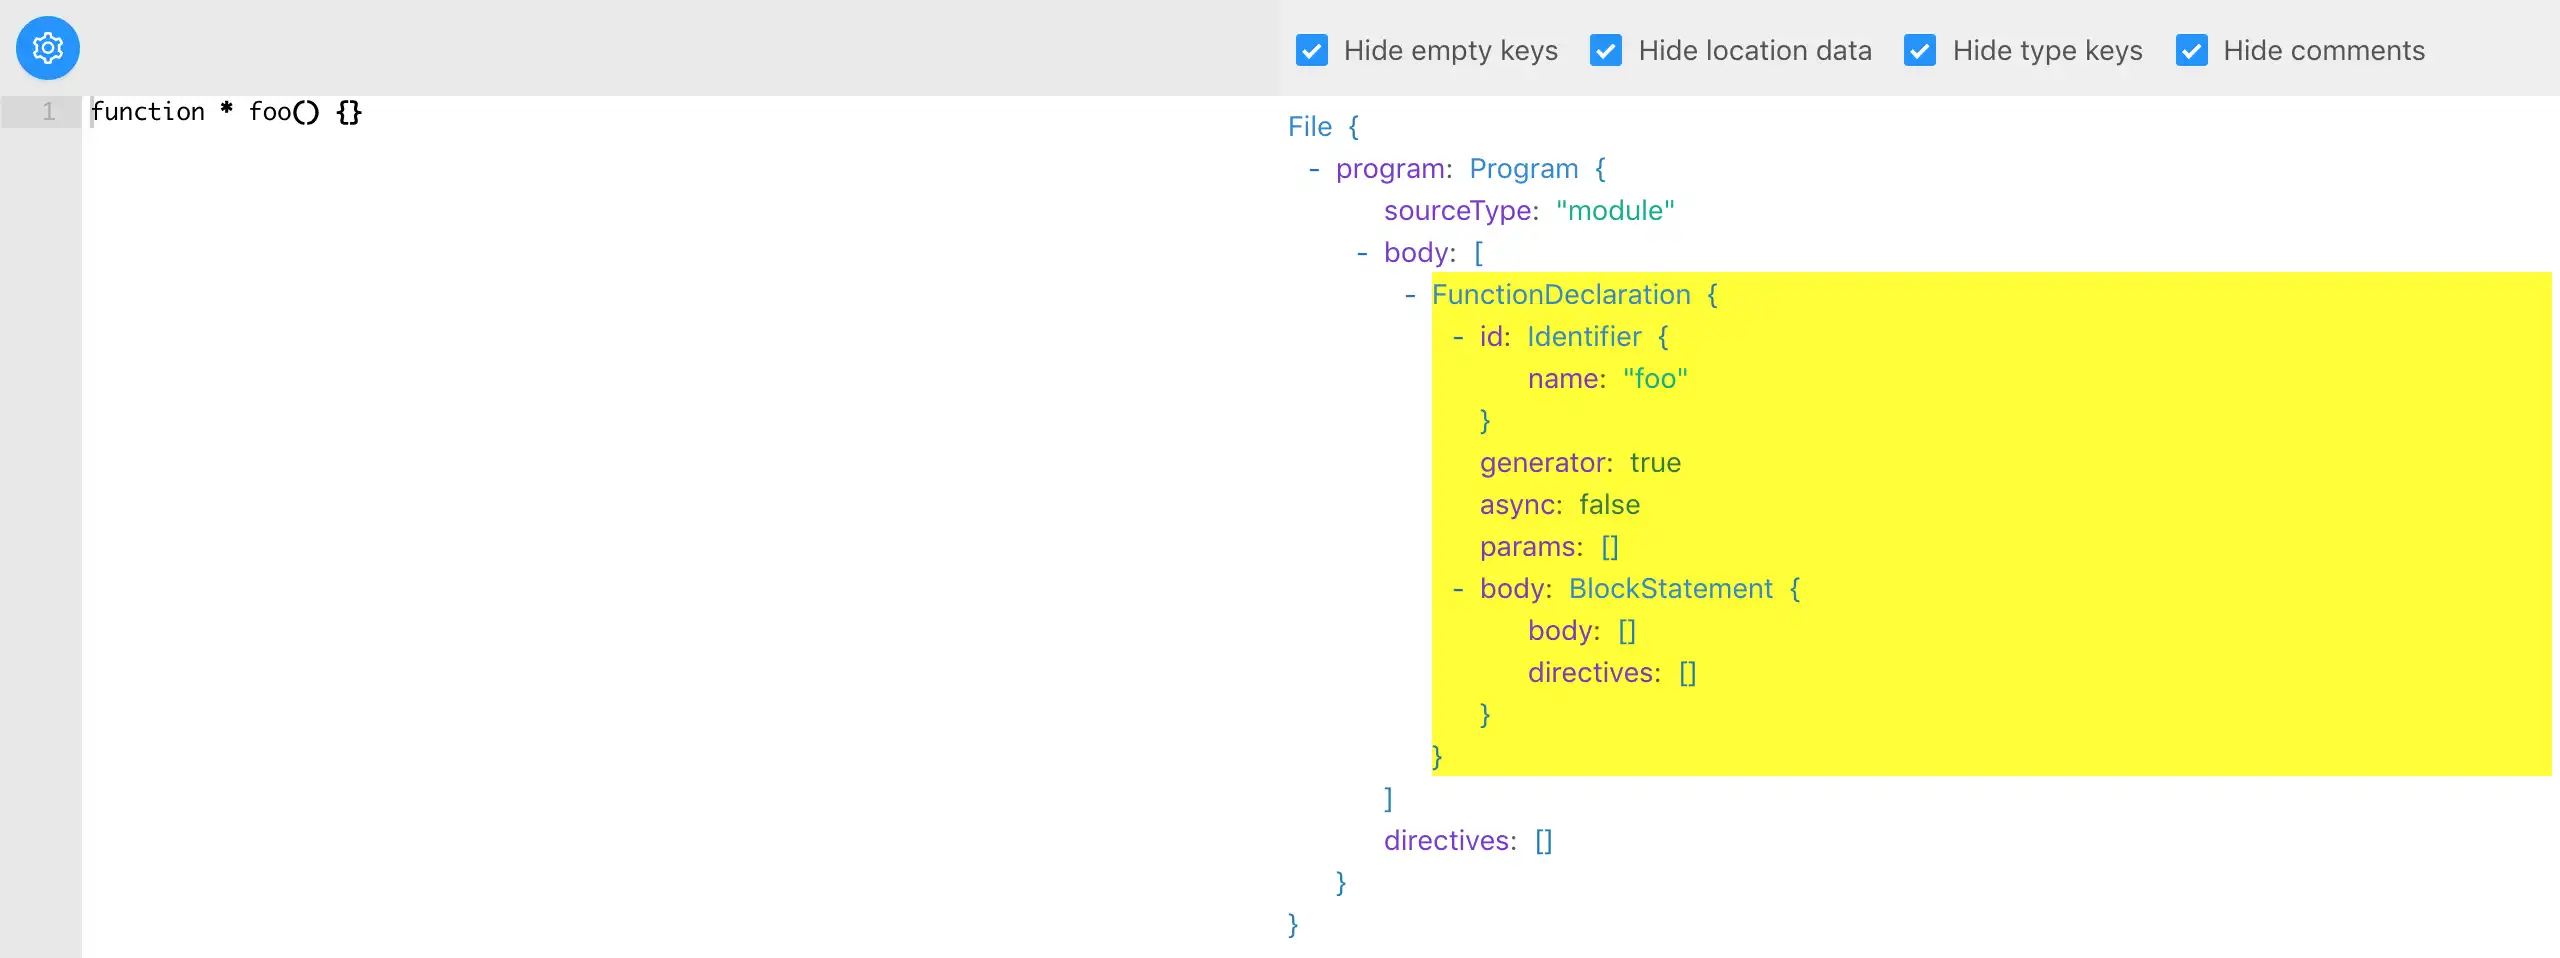 Hide empty keys Hide location data Hide type keys Hide comments
1 function * foo() {}
File {
- program: Program {
sourceType: "module"
- body: [
- FunctionDeclaration {
- id: Identifier {
name: "foo"
}
generator: true
async: false
params: []
- body: BlockStatement {
body: []
directives: []
}
}
]
directives: []
}
}